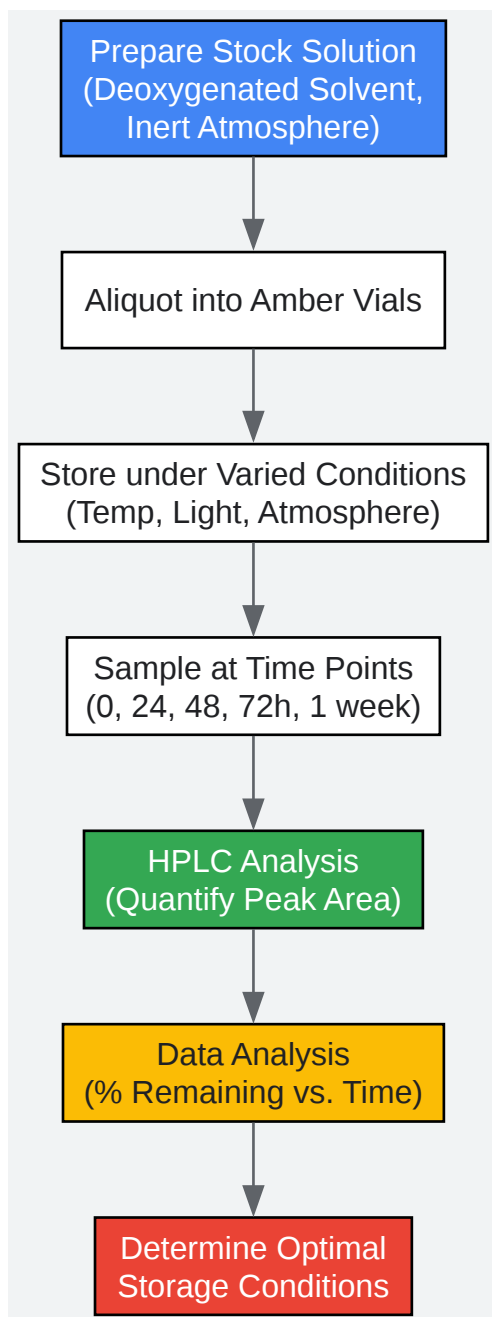 Prepare Stock Solution
(Deoxygenated Solvent,
Inert Atmosphere)
Aliquot into Amber Vials
Store under Varied Conditions
(Temp, Light, Atmosphere)
Sample at Time Points
(0, 24, 48, 72h, 1 week)
HPLC Analysis
(Quantify Peak Area)
Data Analysis
(% Remaining vs. Time)
Determine Optimal
Storage Conditions